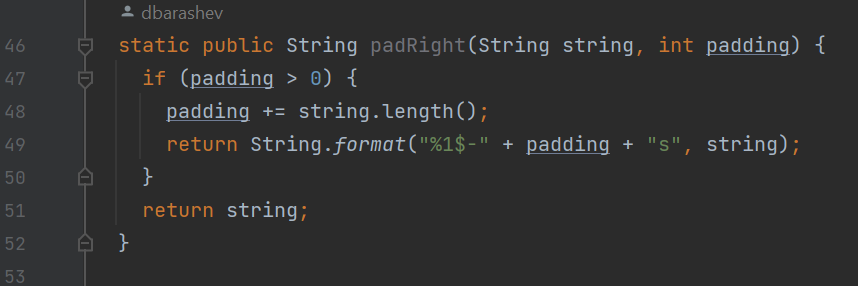 dbarashev
46 static public String padRight(String string, int padding) {
47 if (padding > 0) {
48 padding += string.length();
49 return String.format("%1$-" + padding + "s", string);
50 }
51 return string;
52 }
53